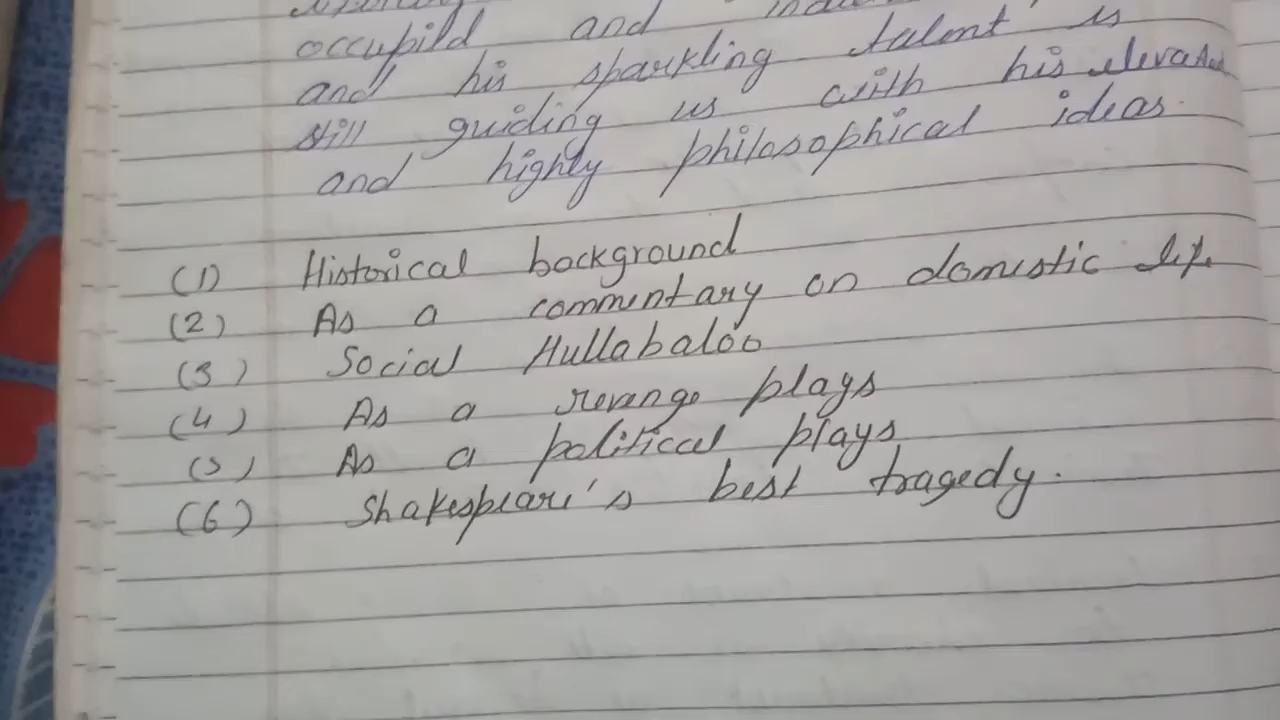 occupild and
and his sparkling talent is
still guiding us with his elevated
and highly philosophical ideas.
(1) Historical background
(2) As a commentary on domestic life
(3) Social Hullabaloo
(4) As a revenge plays
(5) As a political plays
(6) Shakespeare's best tragedy.